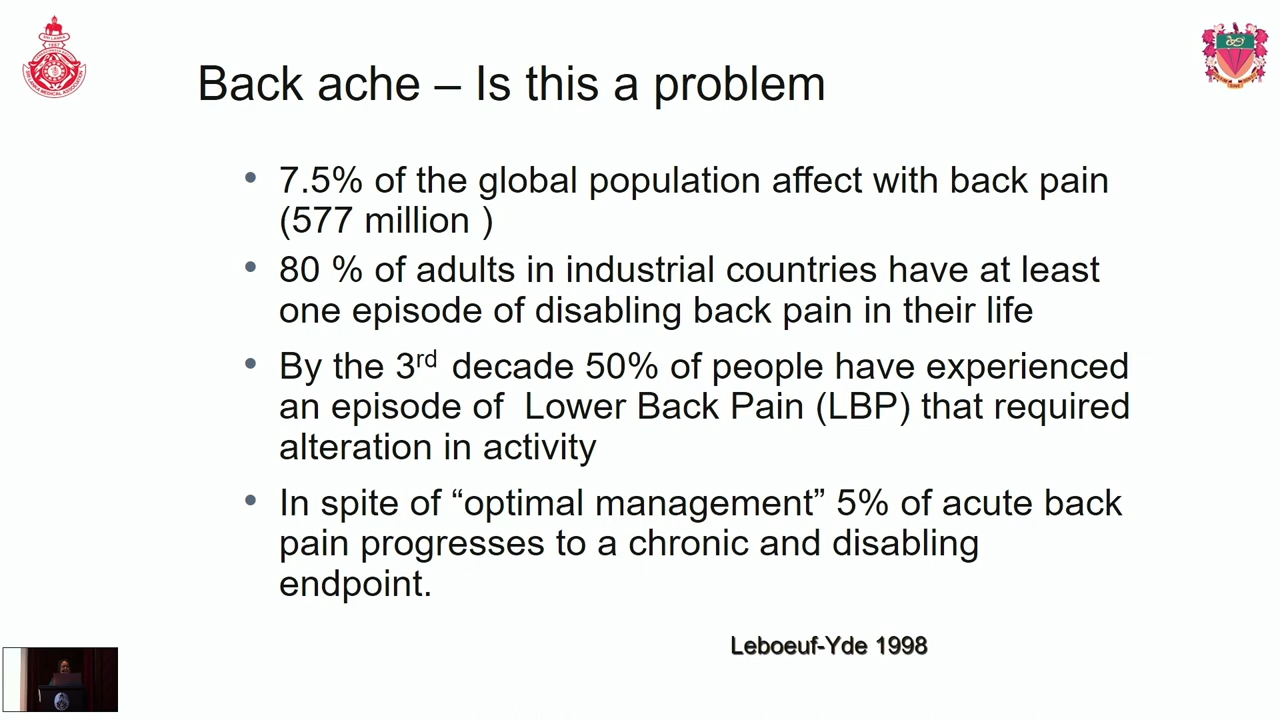 Back ache – Is this a problem
• 7.5% of the global population affect with back pain
(577 million )
• 80 % of adults in industrial countries have at least
one episode of disabling back pain in their life
• By the 3rd decade 50% of people have experienced
an episode of Lower Back Pain (LBP) that required
alteration in activity
• In spite of “optimal management” 5% of acute back
pain progresses to a chronic and disabling
endpoint.
Leboeuf-Yde 1998